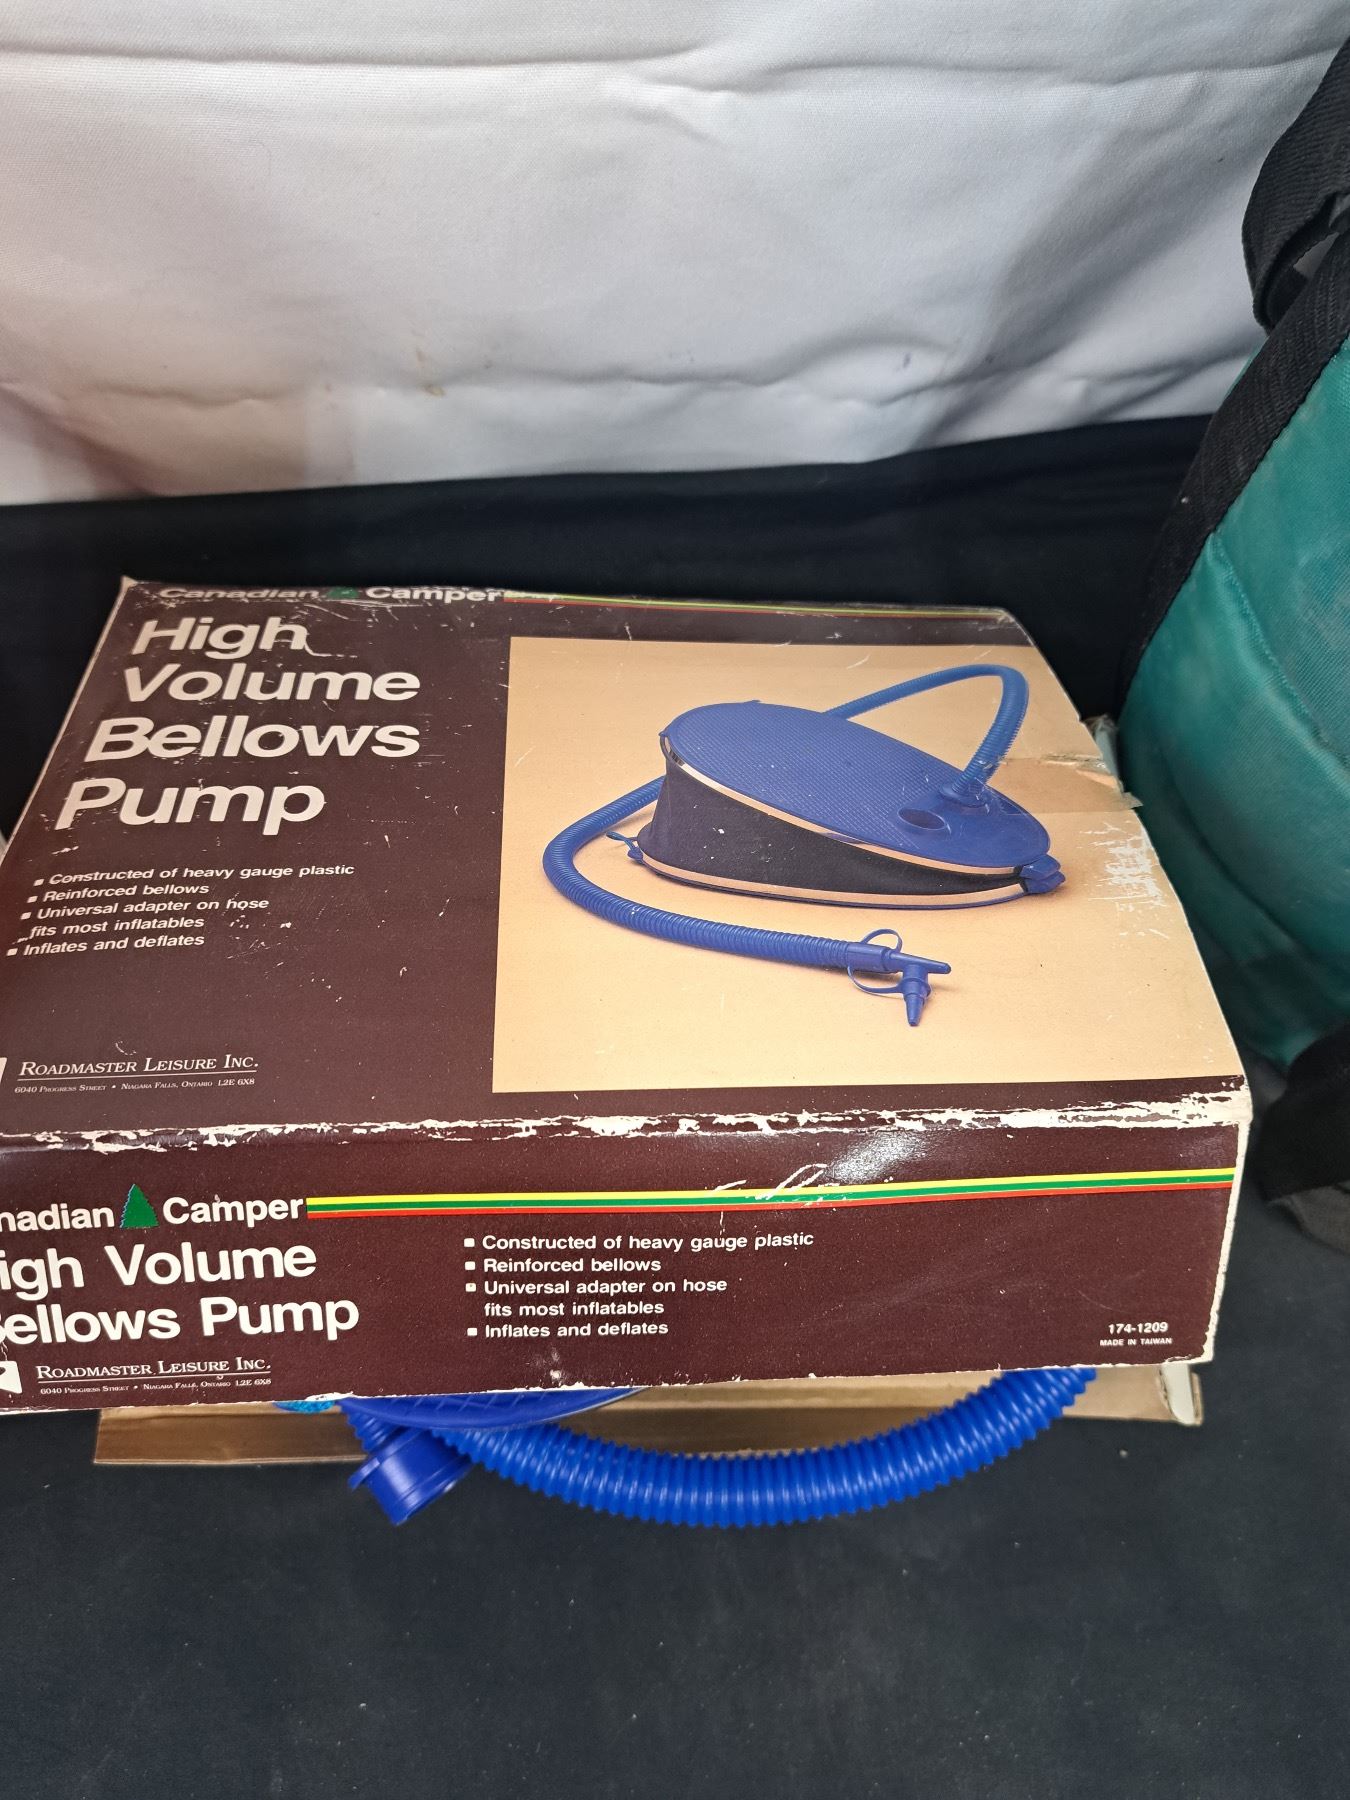 Canadian Camper
High
Volume
Bellows
Pump
Constructed of heavy gauge plastic
Reinforced bellows
Universal adapter on hose
fits most inflatables
Inflates and deflates
ROADMASTER LEISURE INC.
6040 PROGRESS STREET • NIAGARA FALLS, ONTARIO L2E 6X8
nadian Camper
igh Volume
ellows Pump
Constructed of heavy gauge plastic
Reinforced bellows
Universal adapter on hose
fits most inflatables
Inflates and deflates
ROADMASTER LEISURE INC.
6040 PROGRESS STREET • NIAGARA FALLS, ONTARIO L2E 6X8
174-1209
MADE IN TAIWAN